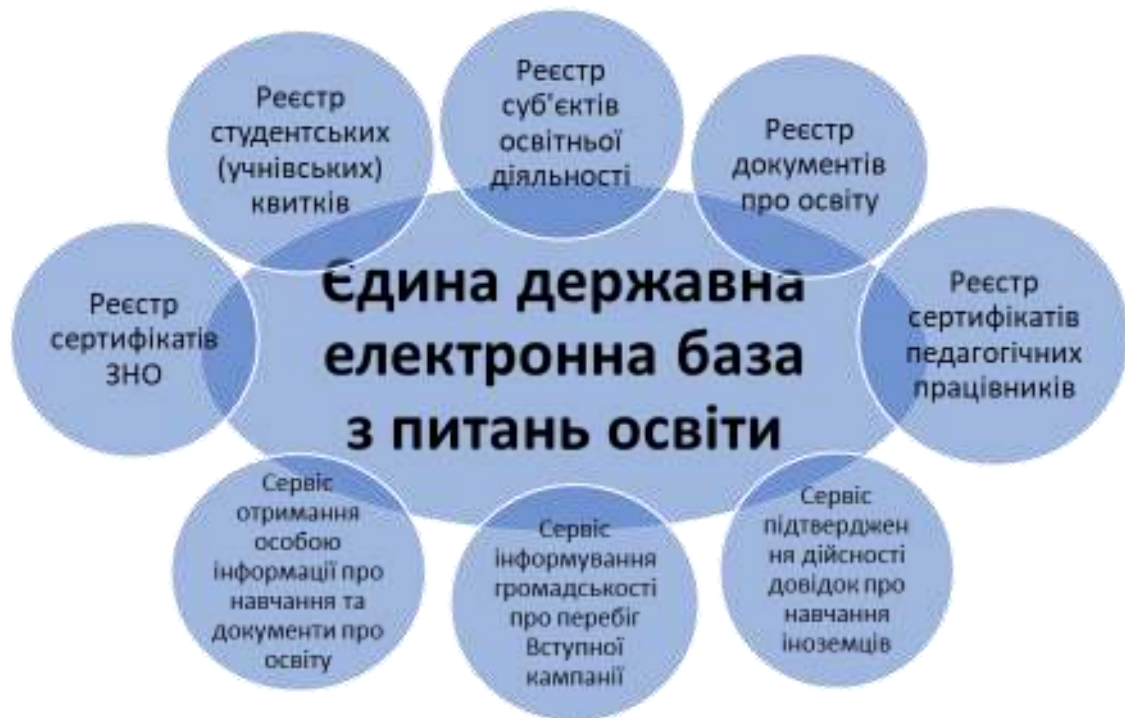 Реєстр
суб'єктів
освітньої
діяльності
Реєстр
студентських
(учнівських)
квитків
Реєстр
документів
про освіту
Реєстр
сертифікатів
ЗНО
Єдина державна
електронна база
з питань освіти
Реєстр
сертифікатів
педагогічних
працівників
Сервіс
отримання
особою
інформації про
навчання та
документи про
освіту
Сервіс
інформування
громадськості
про перебіг
Вступної
кампанії
Сервіс
підтверджен
ня дійсності
довідок про
навчання
іноземців